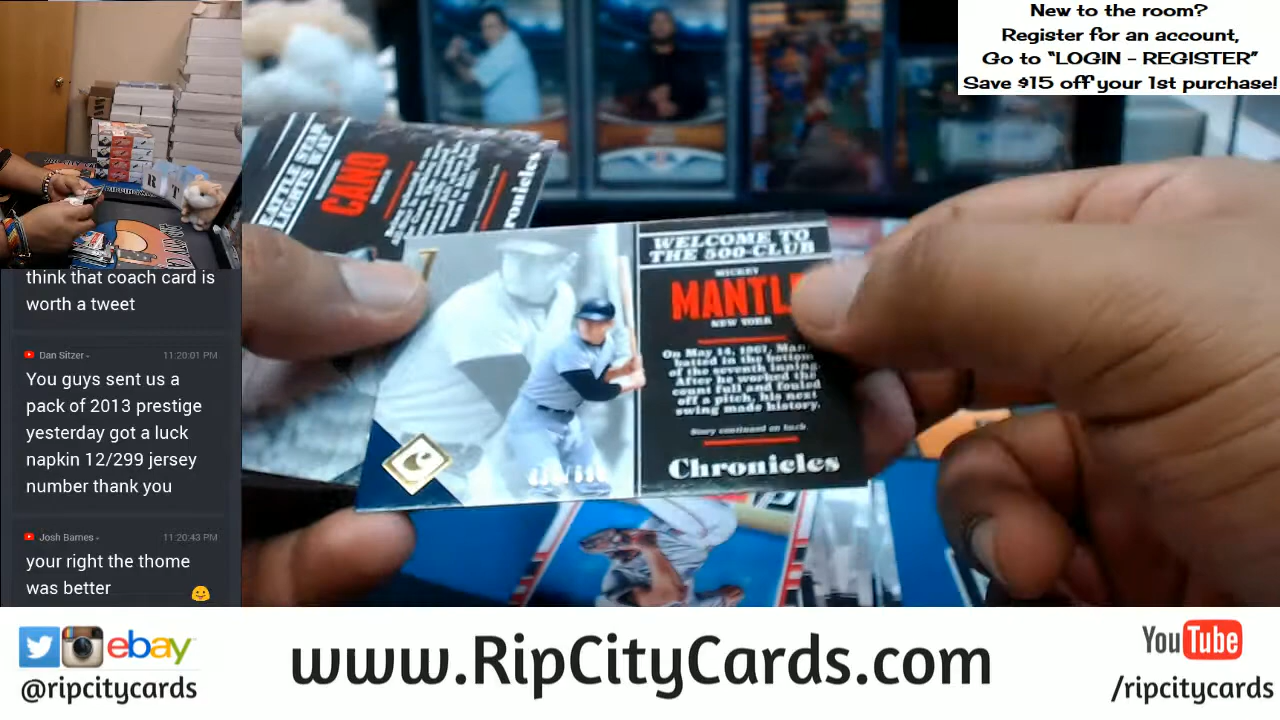 New to the room?
Register for an account,
Go to "LOGIN - REGISTER"
Save $15 off your 1st purchase!
CANO
WELCOME TO
THE 500-CLUB
MICKEY
MANTL
NEW YORK
On May 14, 1967, Man-
batted in the bottom
of the seventh inning.
After he worked the
count full and fouled
off a pitch, his next
swing made history.
Story continued on back.
Chronicles
think that coach card is
worth a tweet
Dan Sitzer -
11:20:01 PM
You guys sent us a
pack of 2013 prestige
yesterday got a luck
napkin 12/299 jersey
number thank you
Josh Barnes -
11:20:43 PM
your right the thome
was better
ebay
@ripcitycards
www.RipCityCards.com
YouTube
/ripcitycards